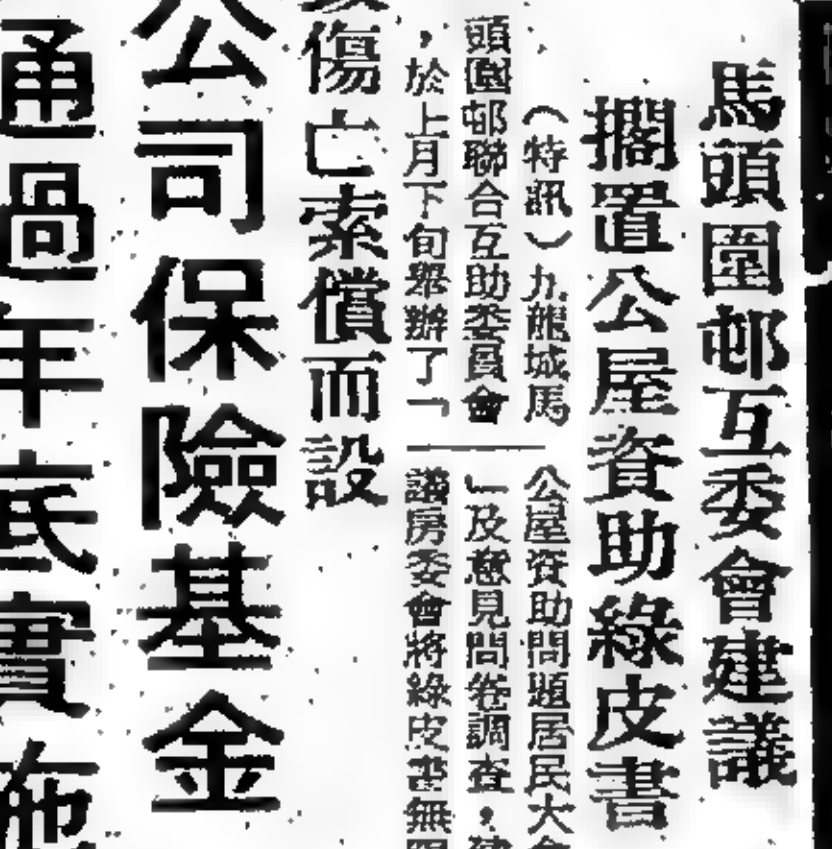 馬頭圍邨互委會建議
擱置公屋資助綠皮書
（特訊）九龍城馬
頭圍邨聯合互助委員會
，於上月下旬舉辦了「
公屋資助問題居民大會
」及意見問卷調查，建
議房委會將綠皮書無限
傷亡索償而設
公司保險基金
通過年底實施